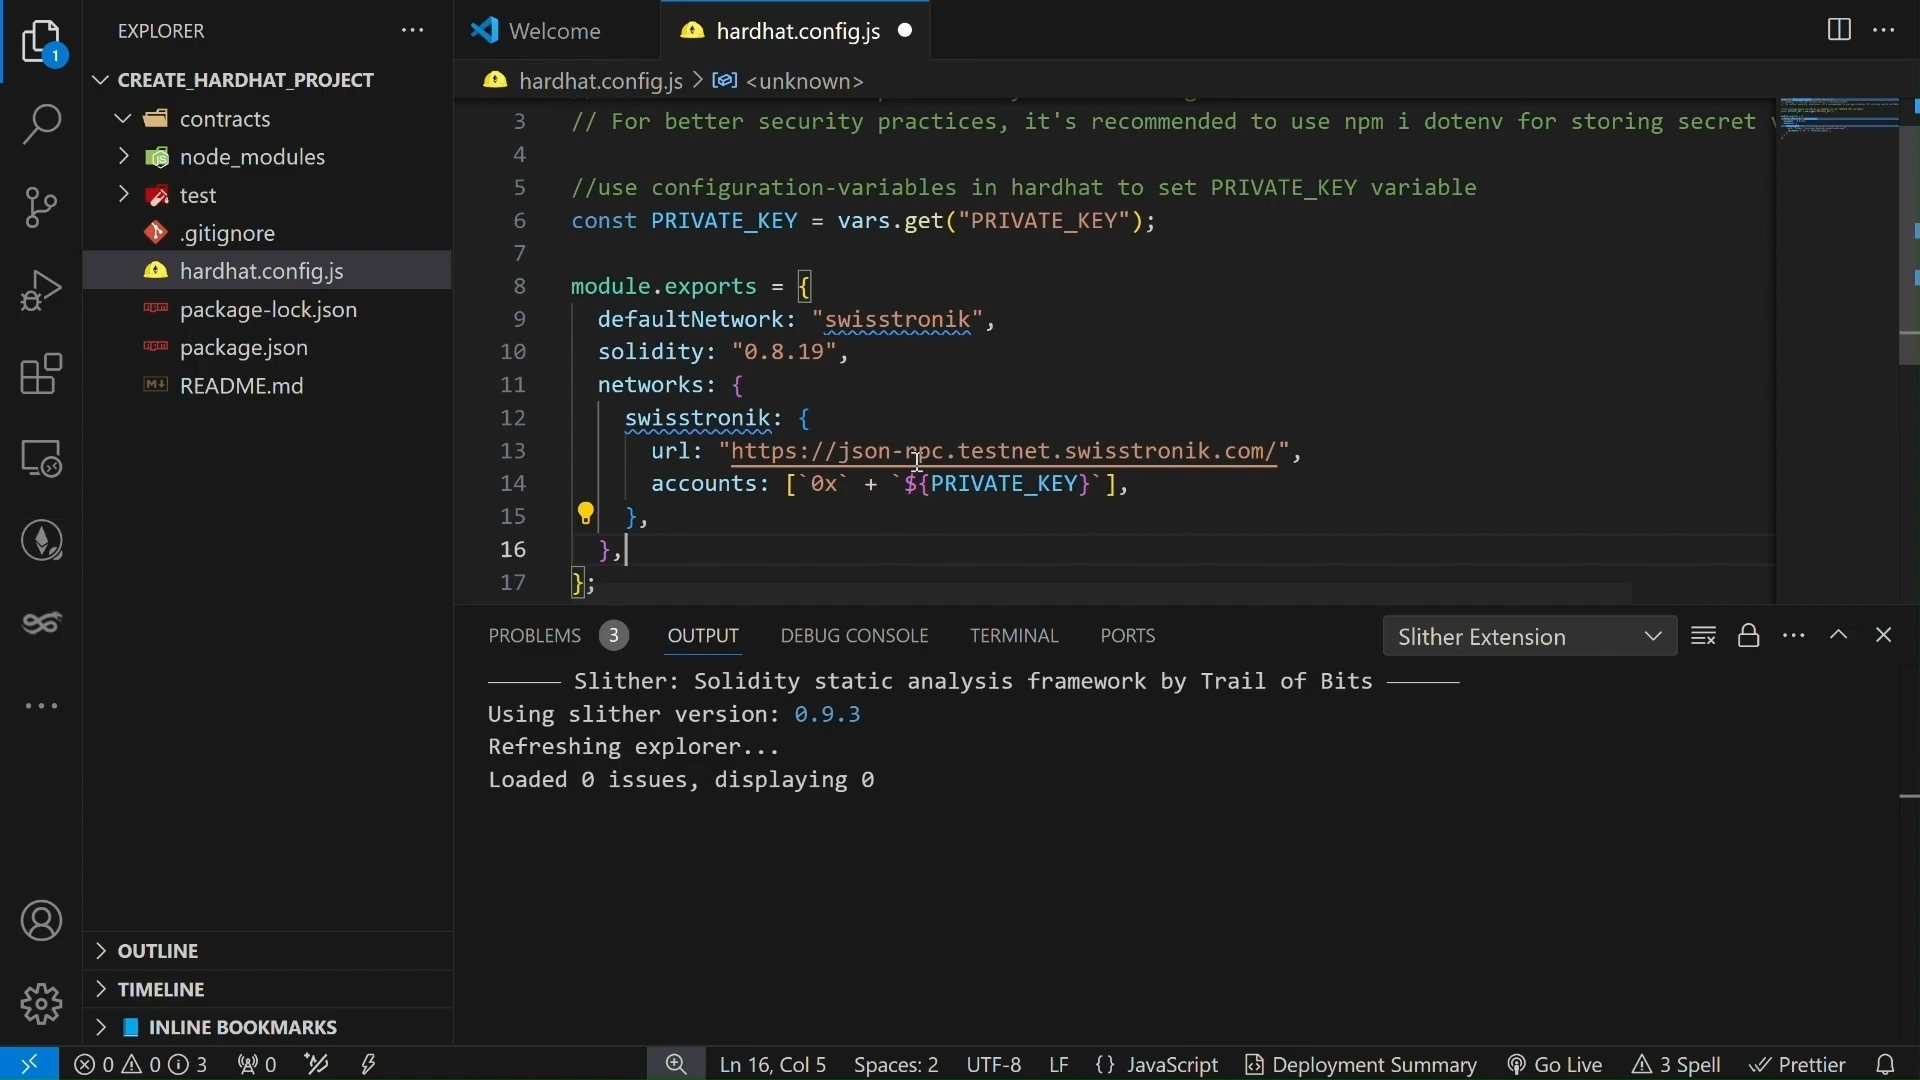 EXPLORER
1
CREATE_HARDHAT_PROJECT
contracts
node_modules
test
.gitignore
hardhat.config.js
package-lock.json
package.json
README.md
OUTLINE
TIMELINE
INLINE BOOKMARKS
Welcome
hardhat.config.js
hardhat.config.js > <unknown>
3 // For better security practices, it's recommended to use npm i dotenv for storing secret
4
5 //use configuration-variables in hardhat to set PRIVATE_KEY variable
6 const PRIVATE_KEY = vars.get("PRIVATE_KEY");
7
8 module.exports = {
9 defaultNetwork: "swisstronik",
10 solidity: "0.8.19",
11 networks: {
12 swisstronik: {
13 url: "https://json-rpc.testnet.swisstronik.com/",
14 accounts: [`0x` + `${PRIVATE_KEY}`],
15 },
16 },
17 };
PROBLEMS 3 OUTPUT DEBUG CONSOLE TERMINAL PORTS Slither Extension
Slither: Solidity static analysis framework by Trail of Bits
Using slither version: 0.9.3
Refreshing explorer...
Loaded 0 issues, displaying 0
0 0 3 0 Ln 16, Col 5 Spaces: 2 UTF-8 LF {} JavaScript Deployment Summary Go Live 3 Spell Prettier